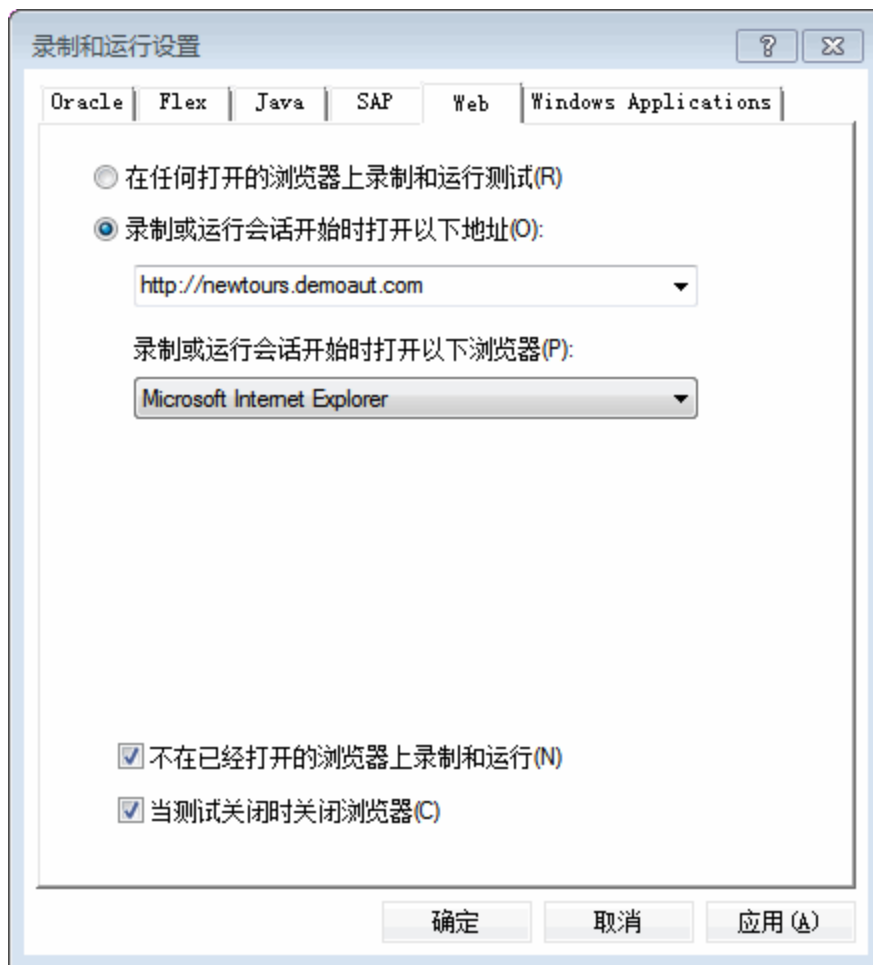 录制和运行设置
Oracle Flex Java SAP Web Windows Applications
在任何打开的浏览器上录制和运行测试(R)
录制或运行会话开始时打开以下地址(O):
http://newtours.demoaut.com
录制或运行会话开始时打开以下浏览器(P):
Microsoft Internet Explorer
不在已经打开的浏览器上录制和运行(N)
当测试关闭时关闭浏览器(C)
确定 取消 应用(A)